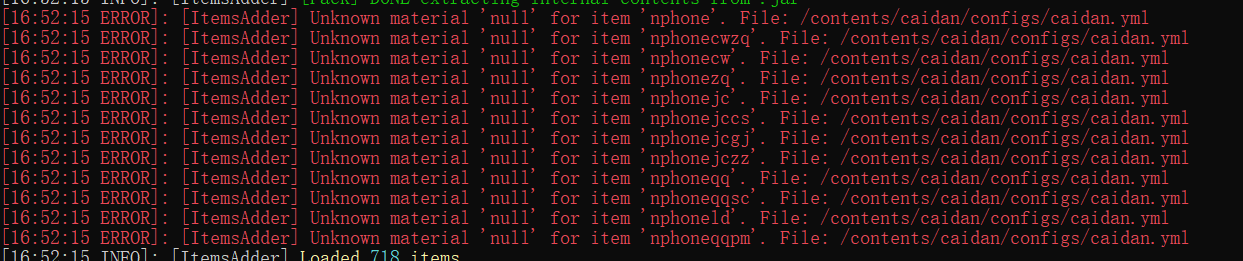 [16:52:15 INFO]: [ItemsAdder] [Pack] DONE extracting internal contents from .jar
[16:52:15 ERROR]: [ItemsAdder] Unknown material 'null' for item 'nphone'. File: /contents/caidan/configs/caidan.yml
[16:52:15 ERROR]: [ItemsAdder] Unknown material 'null' for item 'nphonecwzq'. File: /contents/caidan/configs/caidan.yml
[16:52:15 ERROR]: [ItemsAdder] Unknown material 'null' for item 'nphonecw'. File: /contents/caidan/configs/caidan.yml
[16:52:15 ERROR]: [ItemsAdder] Unknown material 'null' for item 'nphonezq'. File: /contents/caidan/configs/caidan.yml
[16:52:15 ERROR]: [ItemsAdder] Unknown material 'null' for item 'nphonejc'. File: /contents/caidan/configs/caidan.yml
[16:52:15 ERROR]: [ItemsAdder] Unknown material 'null' for item 'nphonejccs'. File: /contents/caidan/configs/caidan.yml
[16:52:15 ERROR]: [ItemsAdder] Unknown material 'null' for item 'nphonejcgj'. File: /contents/caidan/configs/caidan.yml
[16:52:15 ERROR]: [ItemsAdder] Unknown material 'null' for item 'nphonejczz'. File: /contents/caidan/configs/caidan.yml
[16:52:15 ERROR]: [ItemsAdder] Unknown material 'null' for item 'nphoneqq'. File: /contents/caidan/configs/caidan.yml
[16:52:15 ERROR]: [ItemsAdder] Unknown material 'null' for item 'nphoneqqsc'. File: /contents/caidan/configs/caidan.yml
[16:52:15 ERROR]: [ItemsAdder] Unknown material 'null' for item 'nphoneld'. File: /contents/caidan/configs/caidan.yml
[16:52:15 ERROR]: [ItemsAdder] Unknown material 'null' for item 'nphoneqqpm'. File: /contents/caidan/configs/caidan.yml
[16:52:15 INFO]: [ItemsAdder] Loaded 718 items